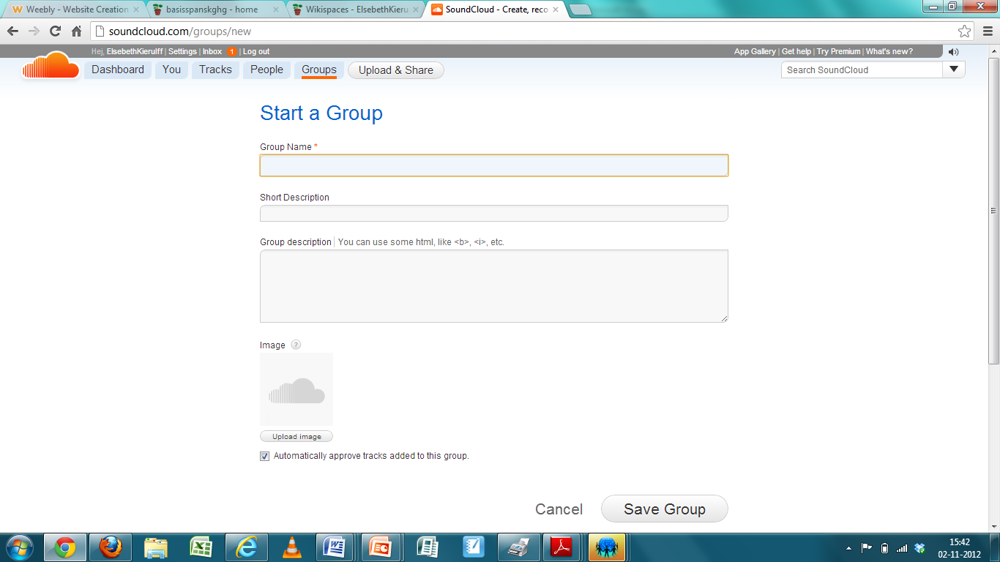 Weebly - Website Creation
basisspanskghg - home
Wikispaces - ElsebethKieru
SoundCloud - Create, reco
soundcloud.com/groups/new
Hej, ElsebethKierulff | Settings | Inbox 1 | Log out
App Gallery | Get help | Try Premium | What's new?
Dashboard You Tracks People Groups Upload & Share
Search SoundCloud
Start a Group
Group Name *
Short Description
Group description | You can use some html, like <b>, <i>, etc.
Image ?
Upload image
Automatically approve tracks added to this group.
Cancel Save Group
15:42
02-11-2012